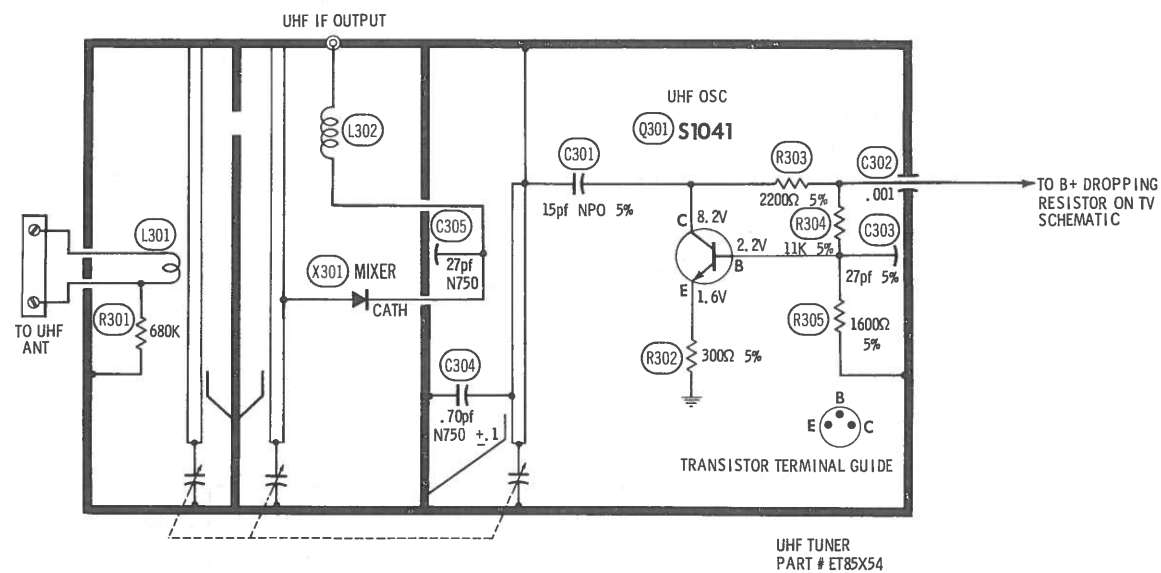 UHF IF OUTPUT
L302
UHF OSC
Q301 S1041
C301
15pf NPO 5%
R303
2200Ω 5%
C302
.001
TO B+ DROPPING
RESISTOR ON TV
SCHEMATIC
R304
11K 5%
C303
27pf 5%
C 8.2V
2.2V
B
E
1.6V
L301
C305
27pf
N750
X301 MIXER
CATH
TO UHF
ANT
R301
680K
R302
300Ω 5%
R305
1600Ω
5%
C304
.70pf
N750 ±.1
B
E C
TRANSISTOR TERMINAL GUIDE
UHF TUNER
PART # ET85X54